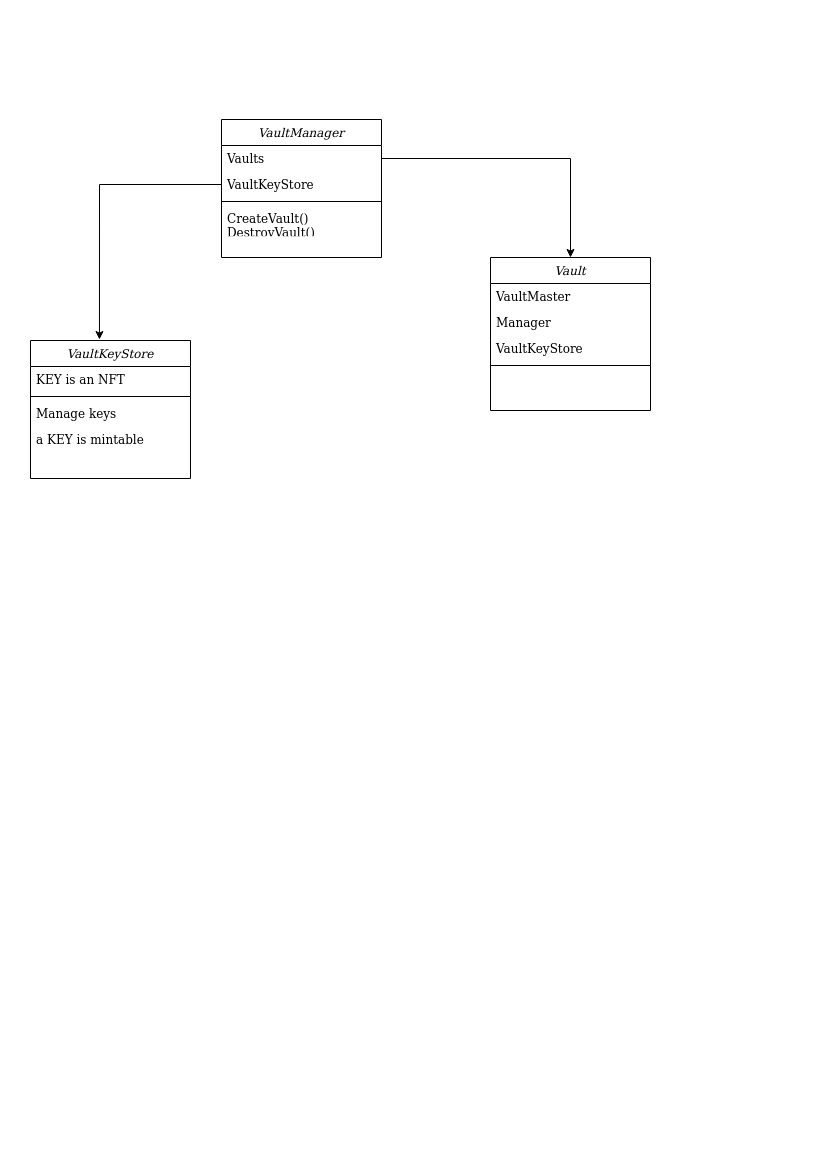 VaultManager
Vaults
VaultKeyStore
CreateVault()
DestroyVault()
Vault
VaultMaster
Manager
VaultKeyStore
VaultKeyStore
KEY is an NFT
Manage keys
a KEY is mintable